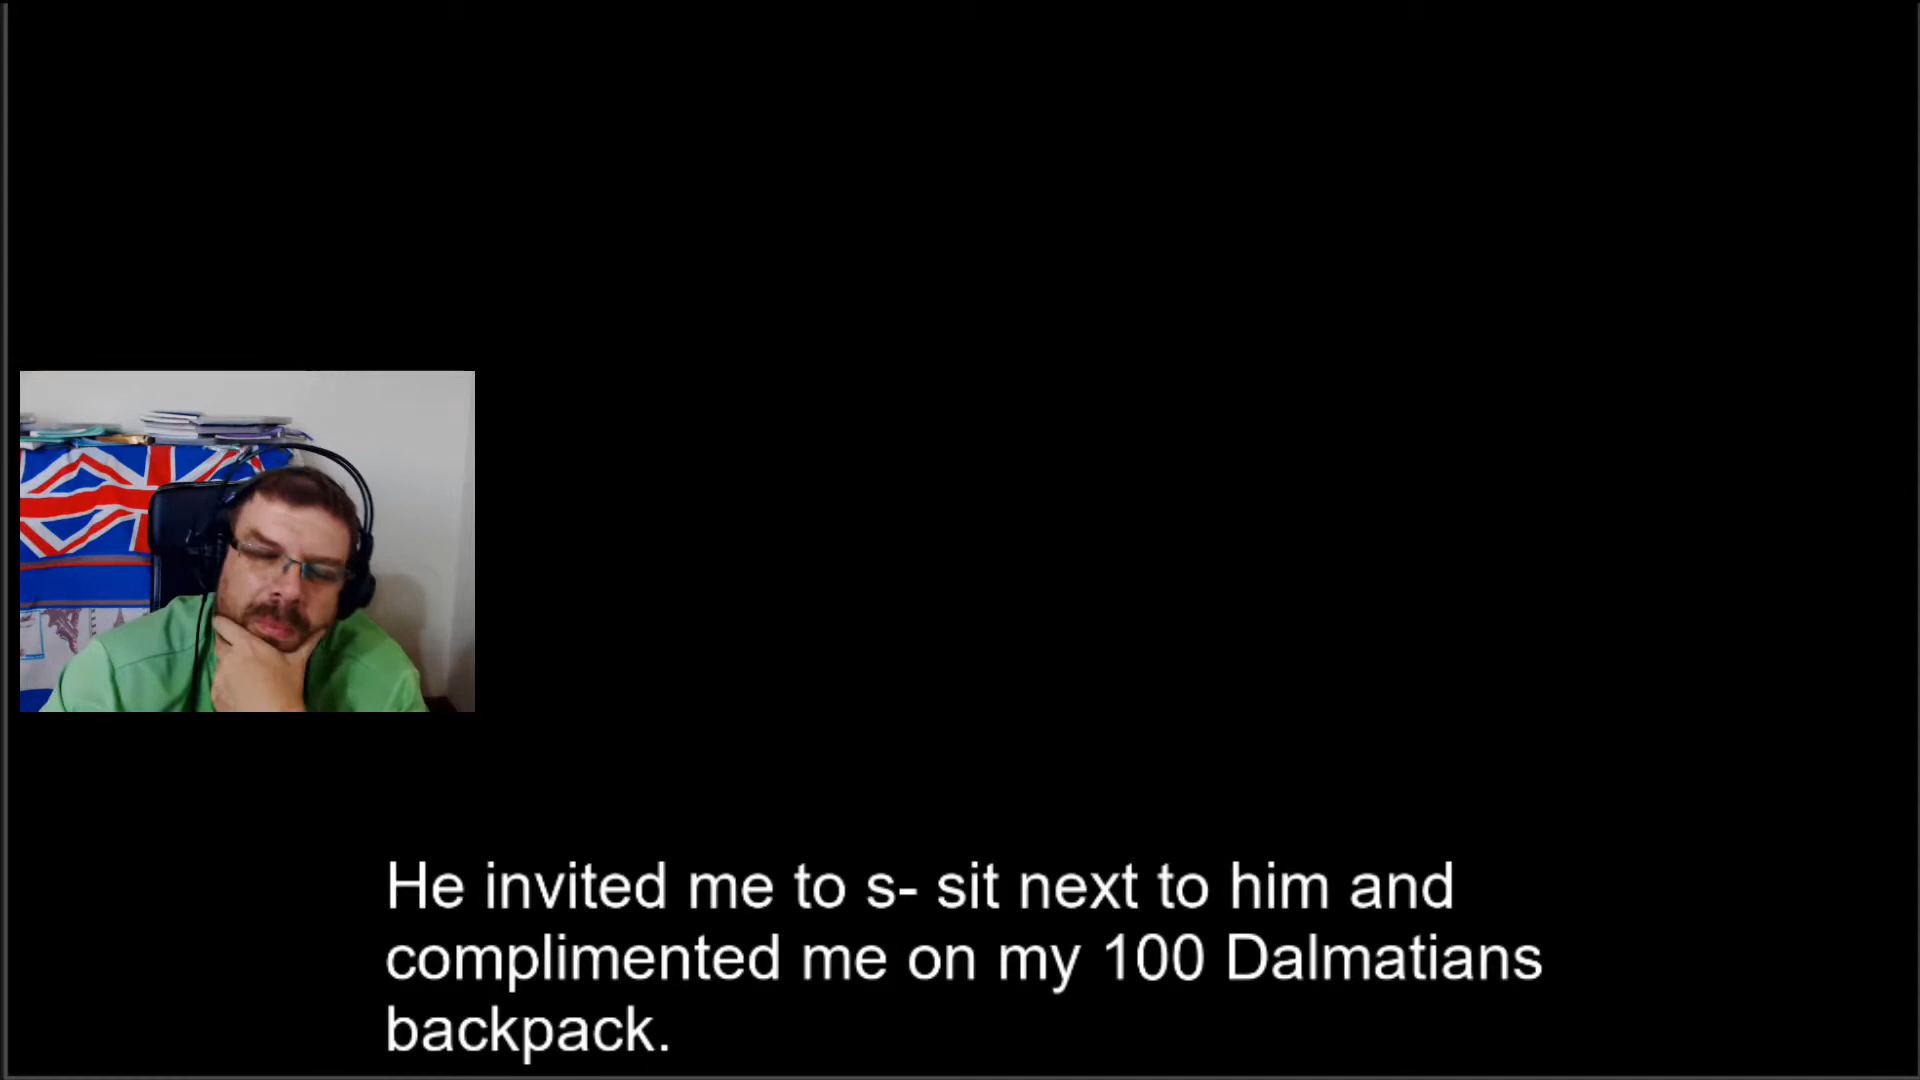 He invited me to s- sit next to him and
complimented me on my 100 Dalmatians
backpack.